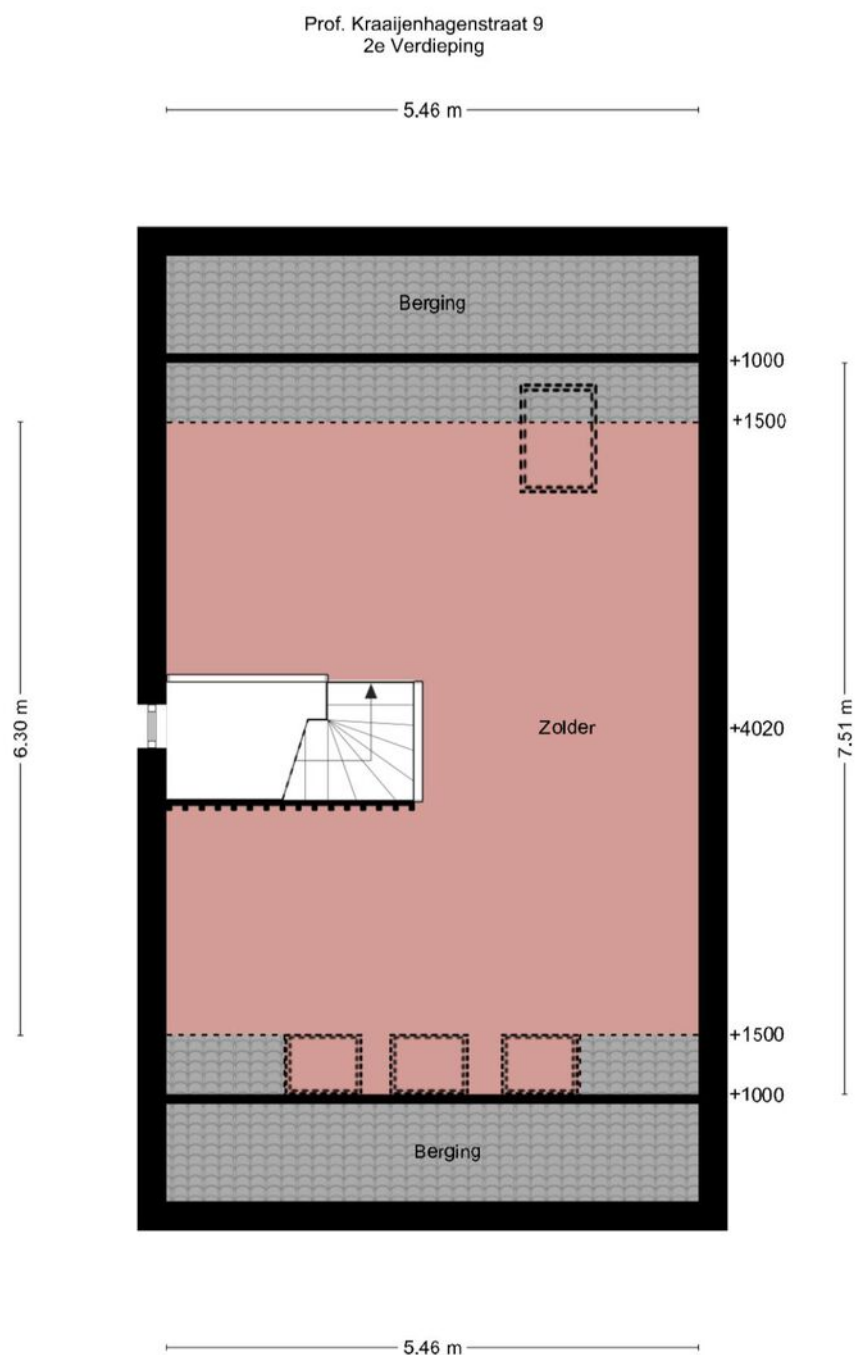 Prof. Kraaijenhagenstraat 9
2e Verdieping
5.46 m
Berging
+1000
+1500
6.30 m
Zolder
+4020
7.51 m
+1500
+1000
Berging
5.46 m